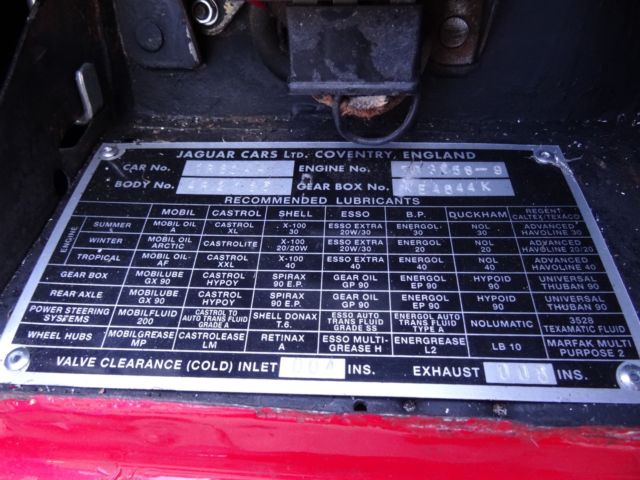 JAGUAR CARS LTD. COVENTRY, ENGLAND
CAR No. ENGINE No.
BODY No. GEAR BOX No.
RECOMMENDED LUBRICANTS
MOBIL CASTROL SHELL ESSO B.P. DUCKHAM REGENT CALTEX/TEXACO
ENGINE
SUMMER MOBIL OIL A CASTROL XL X-100 30 ESSO EXTRA 20W/30 ENERGOL- 30 NOL 30 ADVANCED HAVOLINE 30
WINTER MOBIL OIL ARCTIC CASTROLITE X-100 20/20W ESSO EXTRA 20W/30 ENERGOL 20 NOL 20 ADVANCED HAVOLINE 20/20
TROPICAL MOBIL OIL- AF CASTROL XXL X-100 40 ESSO EXTRA 40 ENERGOL 40 NOL 40 ADVANCED HAVOLINE 40
GEAR BOX MOBILUBE GX 90 CASTROL HYPOY SPIRAX 90 E.P. GEAR OIL GP 90 ENERGOL EP 90 HYPOID 90 UNIVERSAL THUBAN 90
REAR AXLE MOBILUBE GX 90 CASTROL HYPOY SPIRAX 90 E.P. GEAR OIL GP 90 ENERGOL EP 90 HYPOID 90 UNIVERSAL THUBAN 90
POWER STEERING SYSTEMS MOBILFLUID 200 CASTROL TQ AUTO TRANS FLUID GRADE A SHELL DONAX T.6. ESSO AUTO TRANS FLUID GRADE 55 ENERGOL AUTO TRANS FLUID TYPE A NOLUMATIC 3528 TEXAMATIC FLUID
WHEEL HUBS MOBILGREASE MP CASTROLEASE LM RETINAX A ESSO MULTI- GREASE H ENERGREASE L2 LB 10 MARFAK MULTI PURPOSE 2
VALVE CLEARANCE (COLD) INLET .004 INS. EXHAUST INS.